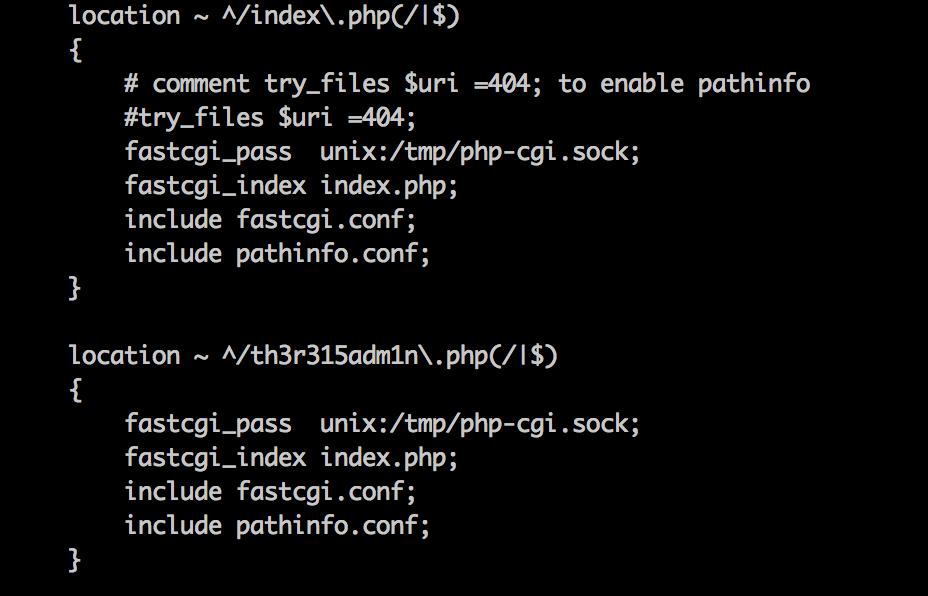 location ~ ^/index\.php(/|$)
{
# comment try_files $uri =404; to enable pathinfo
#try_files $uri =404;
fastcgi_pass  unix:/tmp/php-cgi.sock;
fastcgi_index index.php;
include fastcgi.conf;
include pathinfo.conf;
}
location ~ ^/th3r315adm1n\.php(/|$)
{
fastcgi_pass  unix:/tmp/php-cgi.sock;
fastcgi_index index.php;
include fastcgi.conf;
include pathinfo.conf;
}